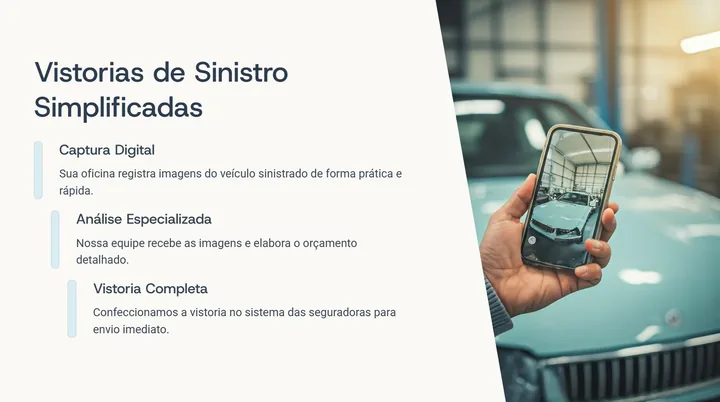 Vistorias de Sinistro
Simplificadas
Captura Digital
Sua oficina registra imagens do veículo sinistrado de forma prática e
rápida.
Análise Especializada
Nossa equipe recebe as imagens e elabora o orçamento
detalhado.
Vistoria Completa
Confeccionamos a vistoria no sistema das seguradoras para
envio imediato.